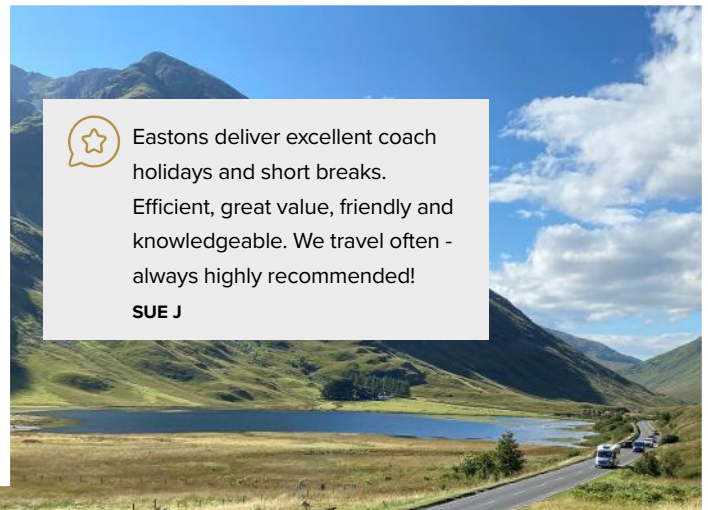 Eastons deliver excellent coach
holidays and short breaks.
Efficient, great value, friendly and
knowledgeable. We travel often -
always highly recommended!
SUE J